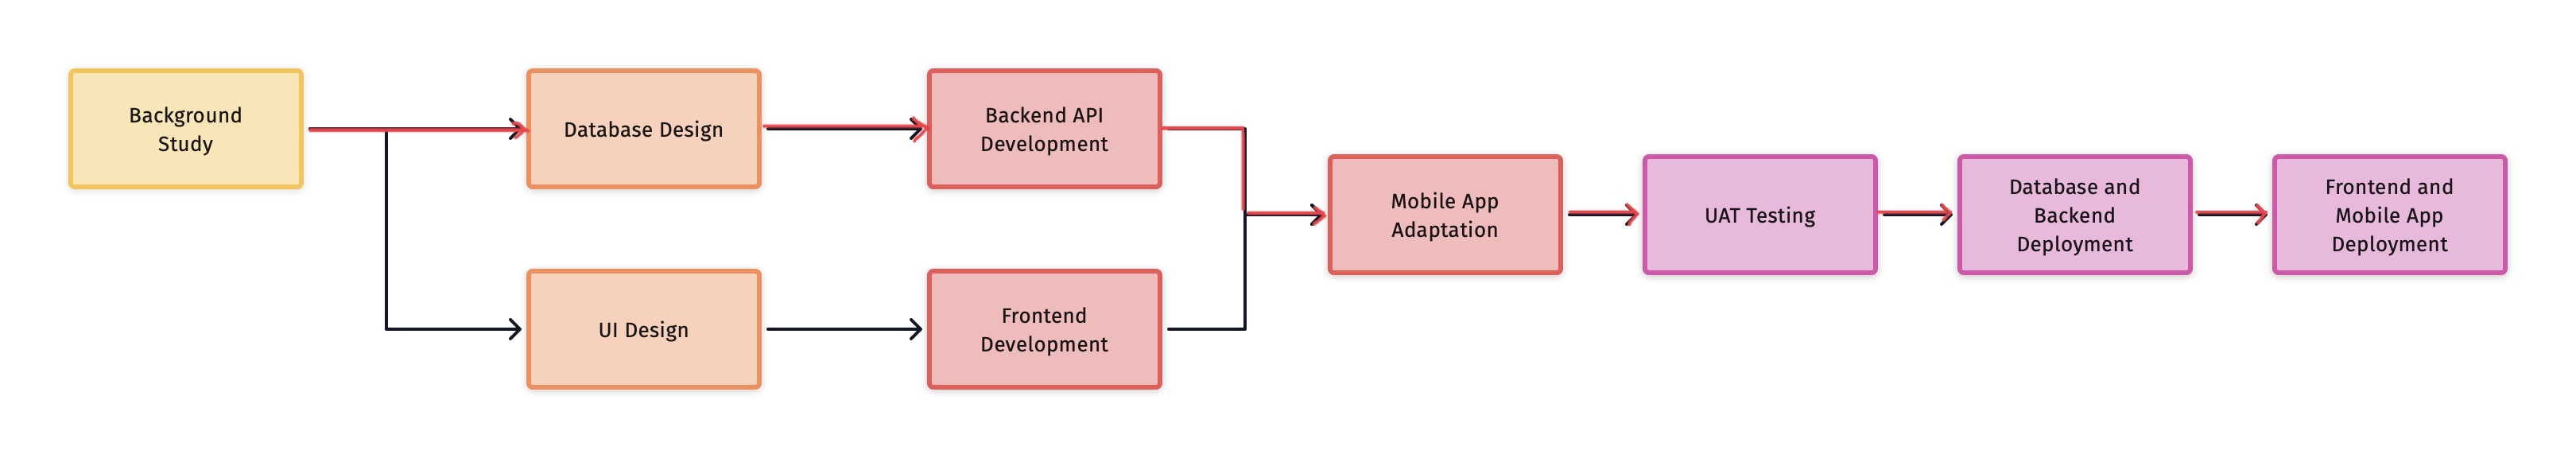 Background
Study
Database Design
Backend API
Development
UI Design
Frontend
Development
Mobile App
Adaptation
UAT Testing
Database and
Backend
Deployment
Frontend and
Mobile App
Deployment